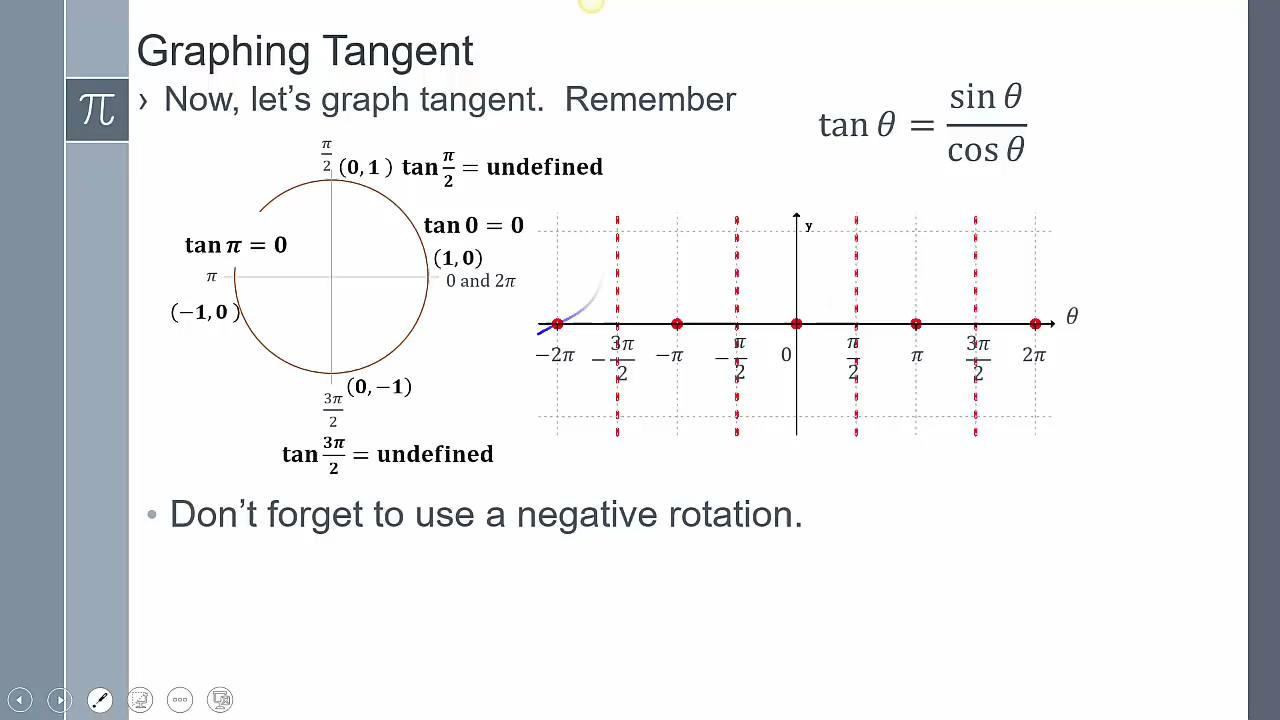 Graphing Tangent
π
› Now, let's graph tangent. Remember
tan θ = sin θ / cos θ
π/2 (0, 1) tan π/2 = undefined
tan 0 = 0
tan π = 0
(1, 0)
π
0 and 2π
(−1, 0)
(0, −1)
3π/2
tan 3π/2 = undefined
y
θ
−2π −3π/2 −π −π/2 0 π/2 π 3π/2 2π
• Don't forget to use a negative rotation.